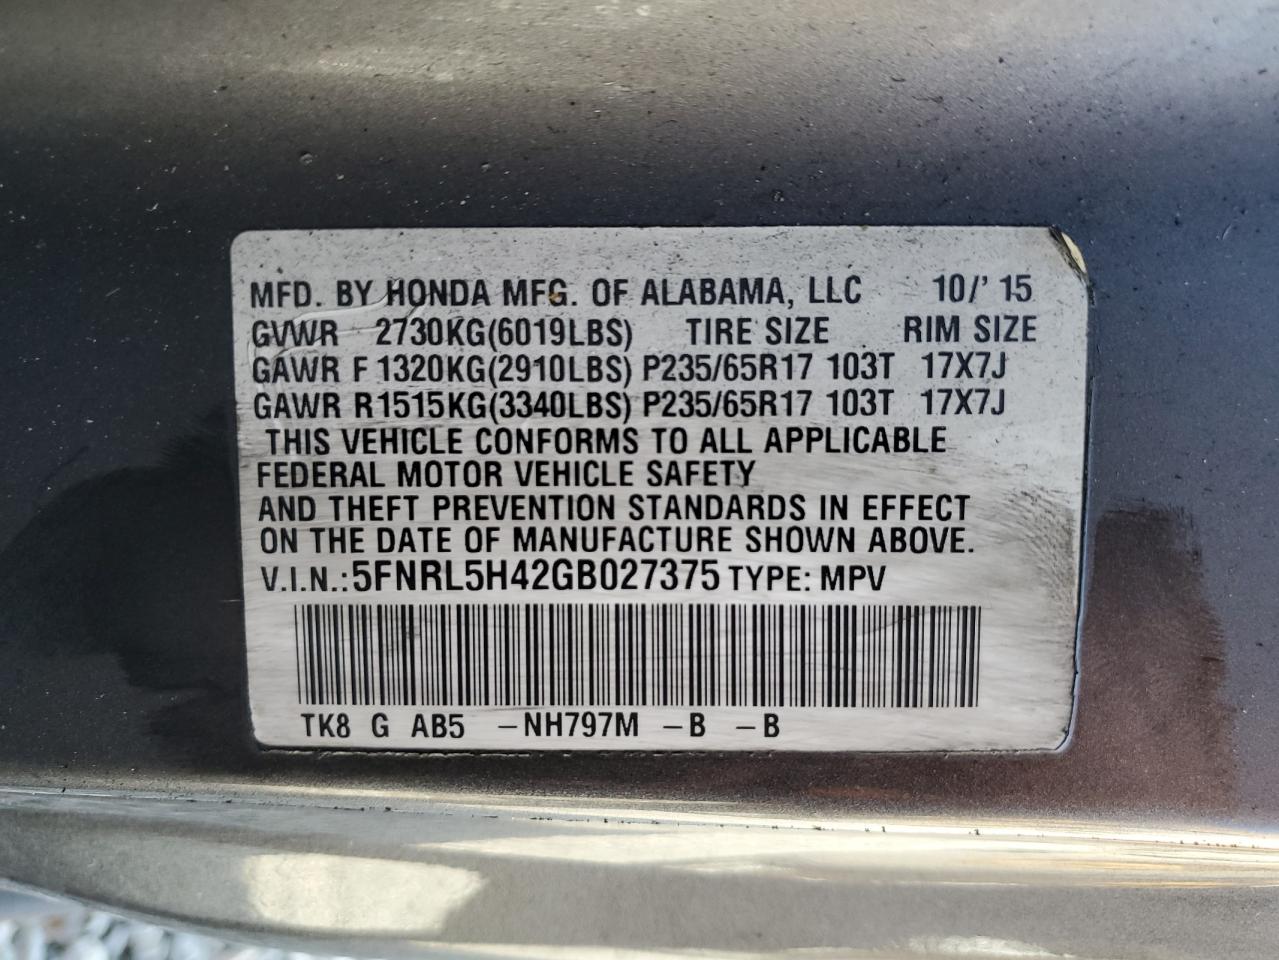 MFD. BY HONDA MFG. OF ALABAMA, LLC 10/' 15
GVWR 2730KG(6019LBS) TIRE SIZE RIM SIZE
GAWR F 1320KG(2910LBS) P235/65R17 103T 17X7J
GAWR R1515KG(3340LBS) P235/65R17 103T 17X7J
THIS VEHICLE CONFORMS TO ALL APPLICABLE
FEDERAL MOTOR VEHICLE SAFETY
AND THEFT PREVENTION STANDARDS IN EFFECT
ON THE DATE OF MANUFACTURE SHOWN ABOVE.
V.I.N.: 5FNRL5H42GB027375 TYPE: MPV
TK8 G AB5 -NH797M -B -B